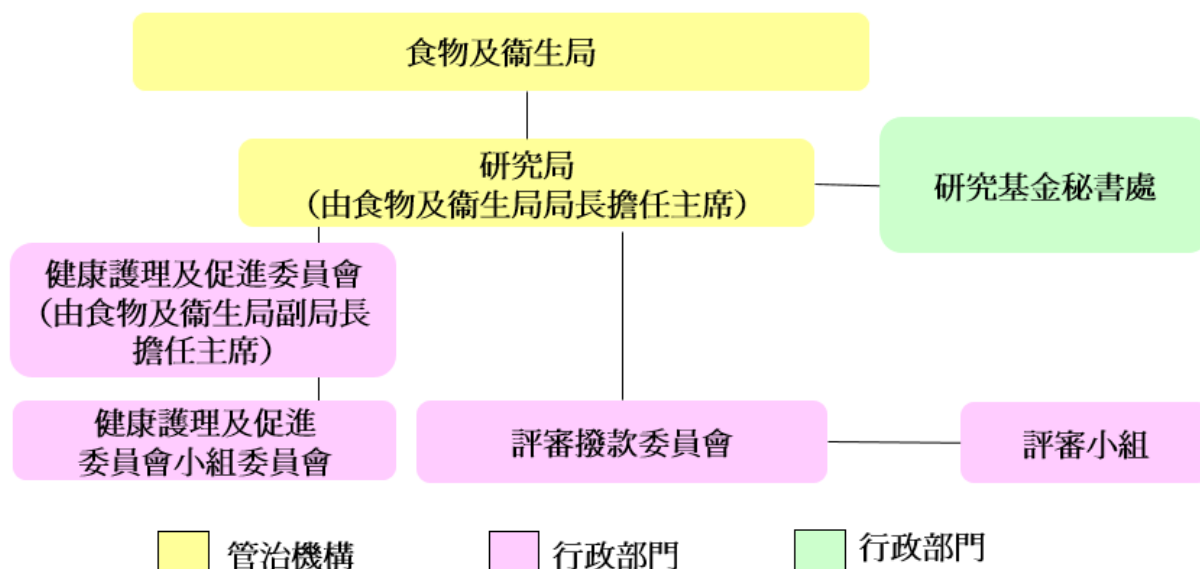 食物及衞生局
研究局
（由食物及衞生局局長擔任主席）
研究基金秘書處
健康護理及促進委員會
（由食物及衞生局副局長
擔任主席）
健康護理及促進
委員會小組委員會
評審撥款委員會
評審小組
管治機構
行政部門
行政部門